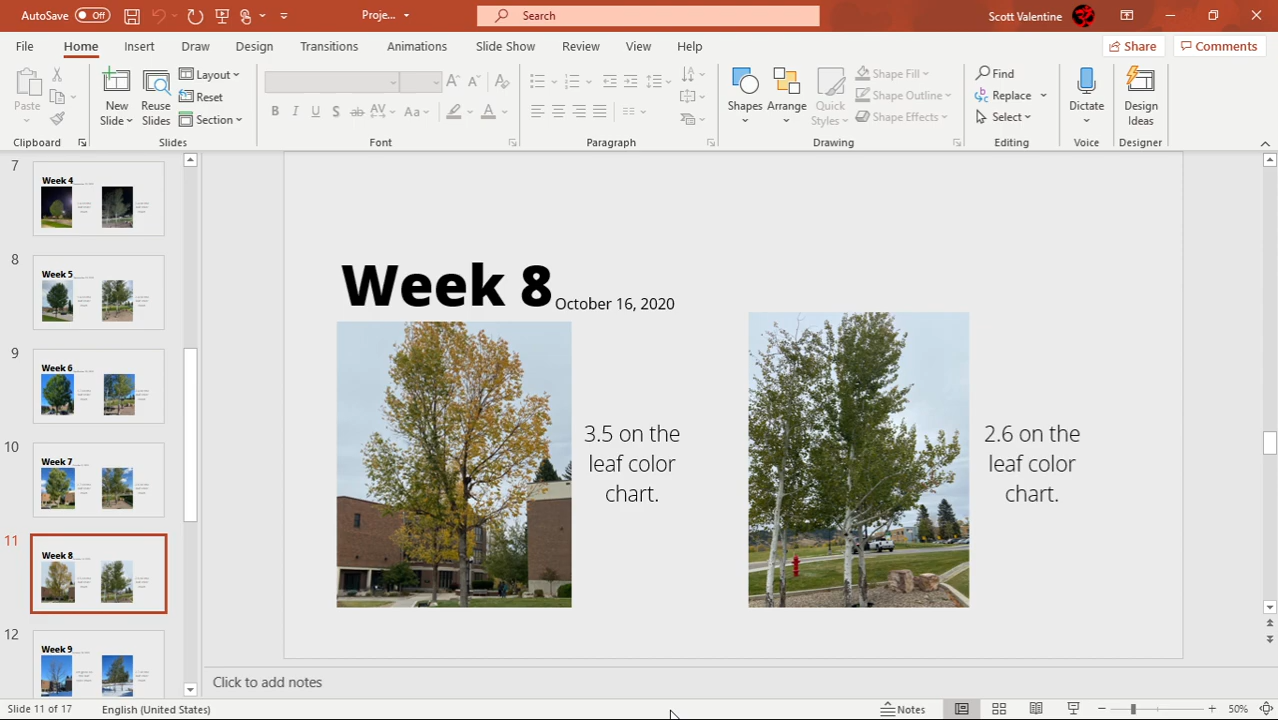 AutoSave
Off
Proje...
Search
Scott Valentine
File
Home
Insert
Draw
Design
Transitions
Animations
Slide Show
Review
View
Help
Share
Comments
Paste
Clipboard
New
Slide
Reuse
Slides
Layout
Reset
Section
Slides
Font
Paragraph
Shapes
Arrange
Quick
Styles
Shape Fill
Shape Outline
Shape Effects
Drawing
Find
Replace
Select
Editing
Dictate
Voice
Design
Ideas
Designer
7
Week 4
8
Week 5
9
Week 6
10
Week 7
11
Week 8
12
Week 9
Week 8
October 16, 2020
3.5 on the
leaf color
chart.
2.6 on the
leaf color
chart.
Click to add notes
Slide 11 of 17
English (United States)
Notes
50%